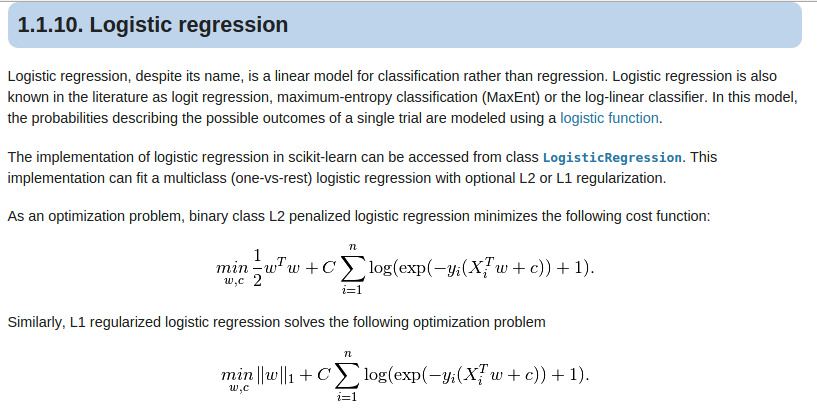 1.1.10. Logistic regression
Logistic regression, despite its name, is a linear model for classification rather than regression. Logistic regression is also
known in the literature as logit regression, maximum-entropy classification (MaxEnt) or the log-linear classifier. In this model,
the probabilities describing the possible outcomes of a single trial are modeled using a logistic function.
The implementation of logistic regression in scikit-learn can be accessed from class LogisticRegression. This
implementation can fit a multiclass (one-vs-rest) logistic regression with optional L2 or L1 regularization.
As an optimization problem, binary class L2 penalized logistic regression minimizes the following cost function:
$$\underset{w,c}{min} \frac{1}{2}w^T w + C \sum_{i=1}^n \log(\exp(-y_i(X_i^T w + c)) + 1).$$
Similarly, L1 regularized logistic regression solves the following optimization problem
$$\underset{w,c}{min} \|w\|_1 + C \sum_{i=1}^n \log(\exp(-y_i(X_i^T w + c)) + 1).$$